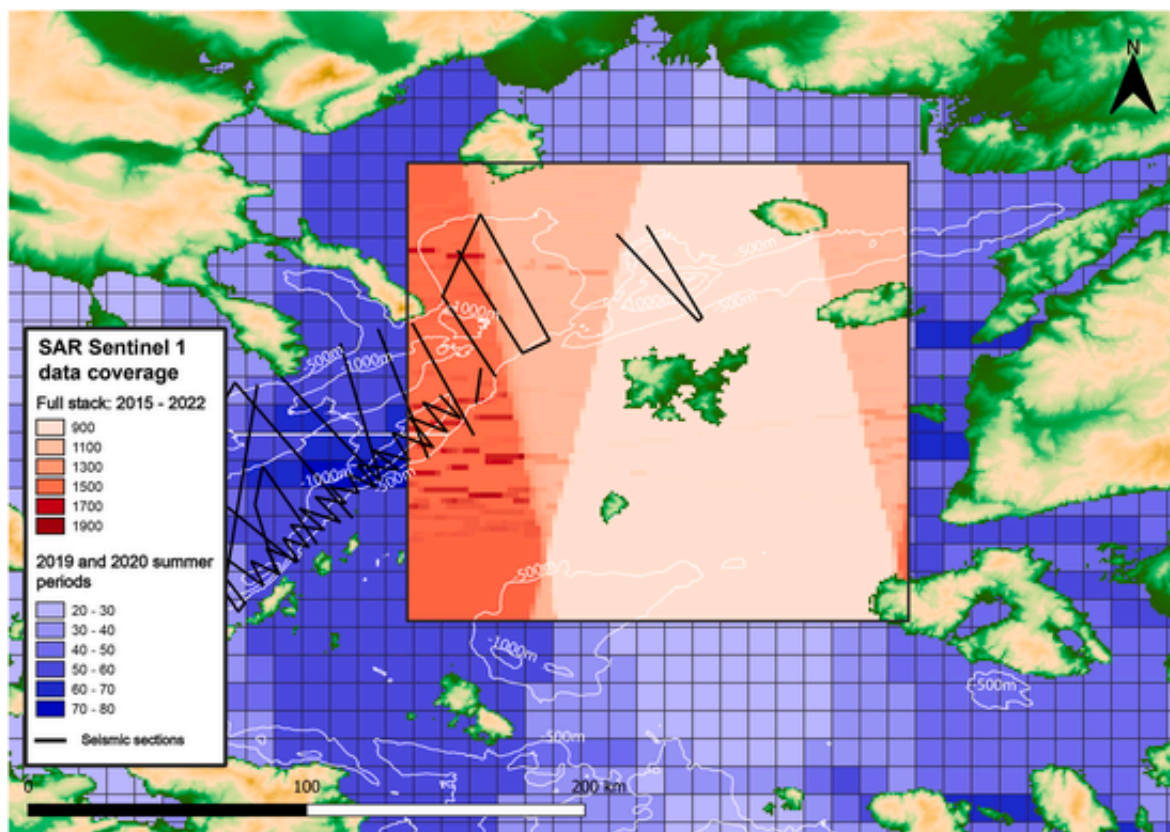 N
-500m
-500m
-1000m
-1000m
-500m
-500m
1000m
SAR Sentinel 1
data coverage
Full stack: 2015 - 2022
900
1100
1300
1500
1700
1900
-1000m
-500m
2019 and 2020 summer
periods
20 - 30
30 - 40
40 - 50
50 - 60
60 - 70
70 - 80
Seismic sections
-500m
-1000m
-500m
-500m
0
100
200 km